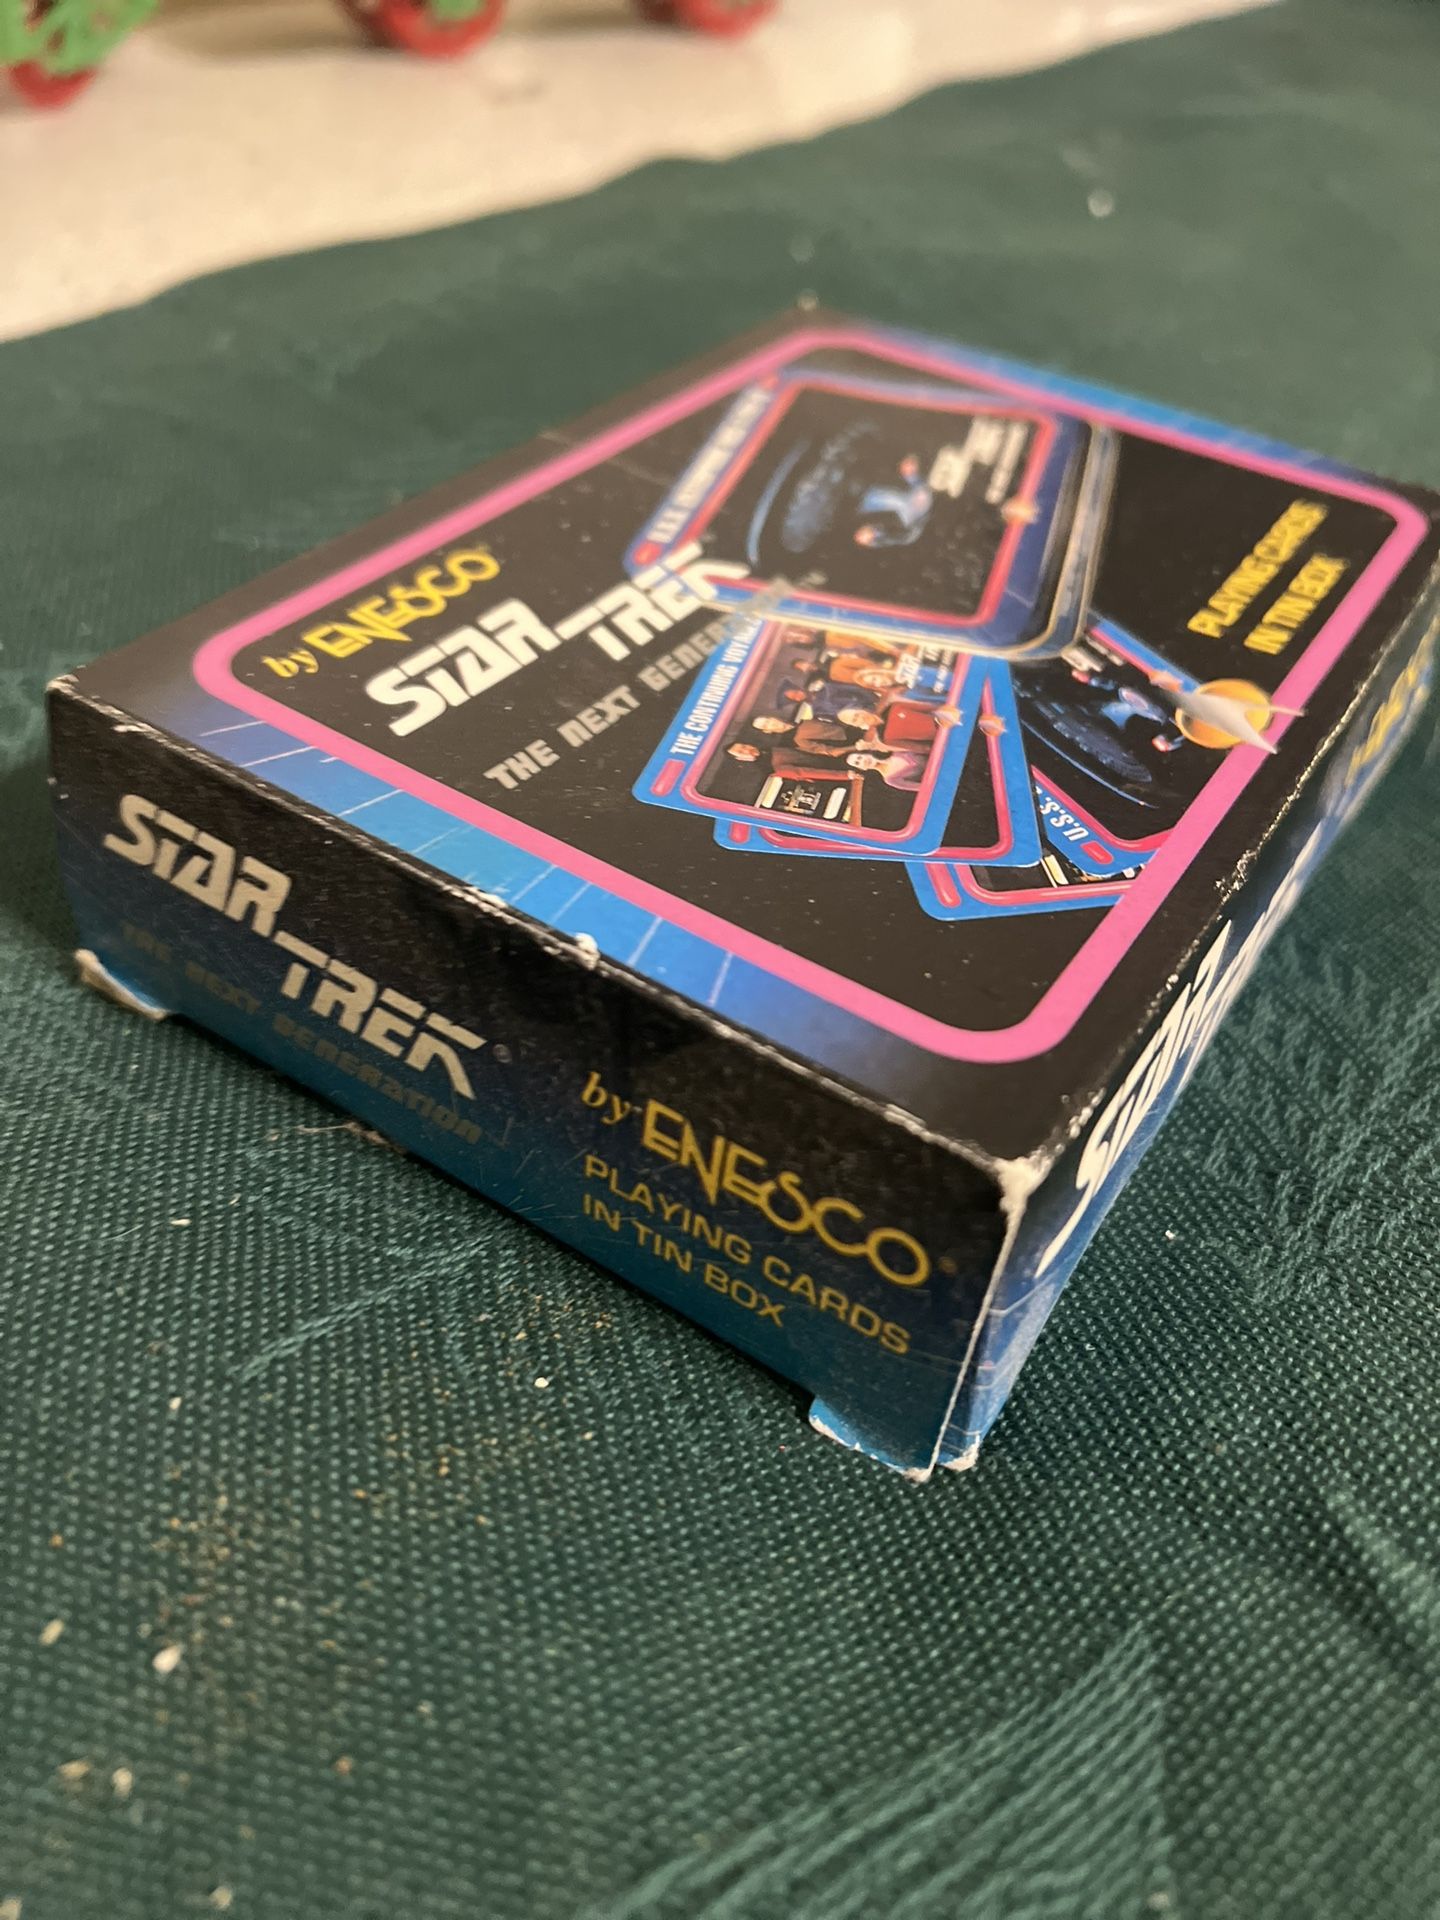 by ENESCO
STAR TREK
THE NEXT GENERATION
PLAYING CARDS
IN TIN BOX
THE CONTINUING
U.S.S.
STAR TREK
THE NEXT GENERATION
by ENESCO
PLAYING CARDS
IN TIN BOX
STAR